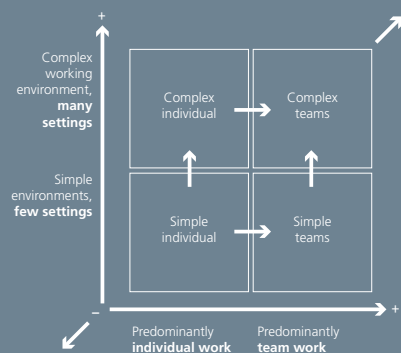 +
Complex
working
environment,
many
settings
Complex
individual
Complex
teams
Simple
environments,
few settings
Simple
individual
Simple
teams
−
+
Predominantly
individual work
Predominantly
team work